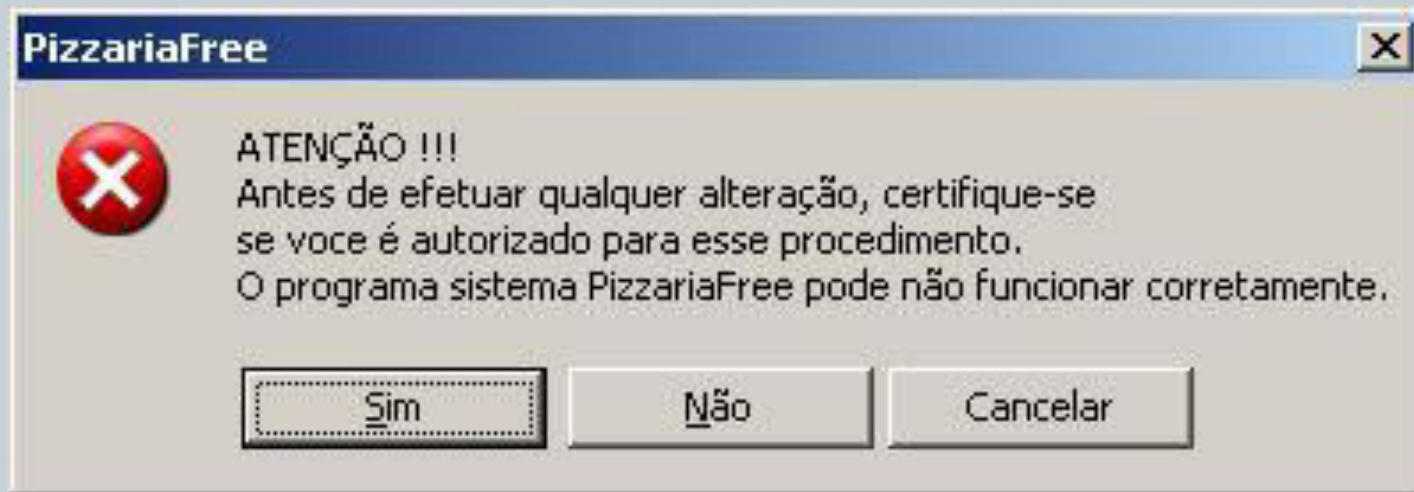 PizzariaFree
ATENÇÃO !!!
Antes de efetuar qualquer alteração, certifique-se
se voce é autorizado para esse procedimento.
O programa sistema PizzariaFree pode não funcionar corretamente.
Sim
Não
Cancelar